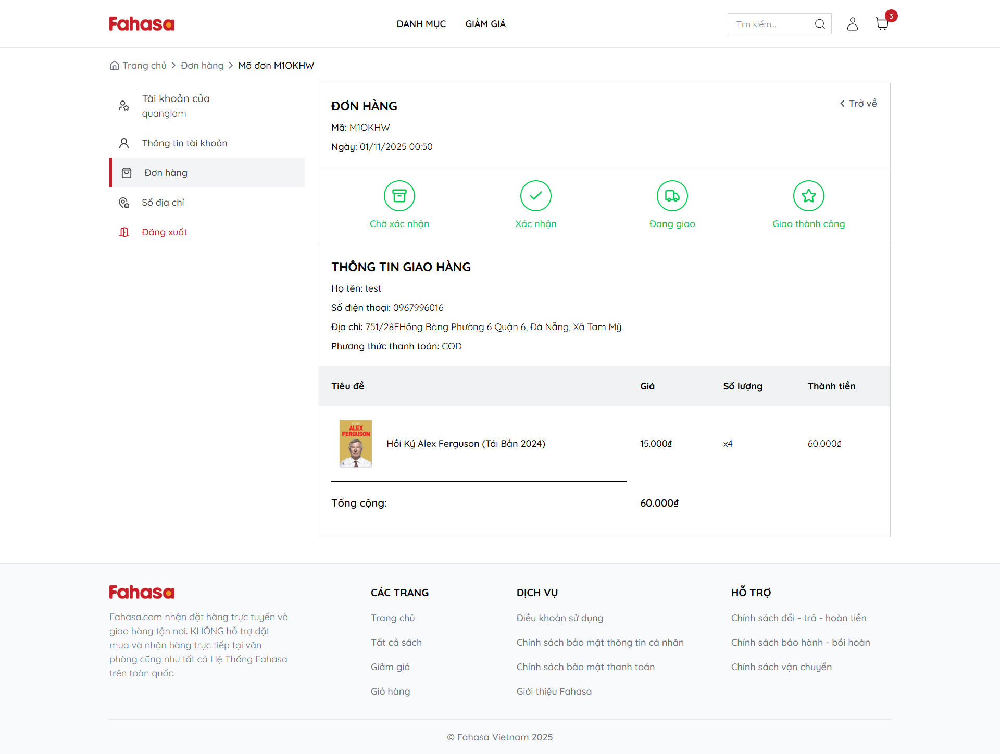 Fahasa
DANH MỤC
GIẢM GIÁ
Tìm kiếm...
3
Trang chủ
Đơn hàng
Mã đơn M1OKHW
Tài khoản của
quanglam
Thông tin tài khoản
Đơn hàng
Sổ địa chỉ
Đăng xuất
ĐƠN HÀNG
Trở về
Mã: M1OKHW
Ngày: 01/11/2025 00:50
Chờ xác nhận
Xác nhận
Đang giao
Giao thành công
THÔNG TIN GIAO HÀNG
Họ tên: test
Số điện thoại: 0967996016
Địa chỉ: 751/28FHồng Bàng Phường 6 Quận 6, Đà Nẵng, Xã Tam Mỹ
Phương thức thanh toán: COD
Tiêu đề
Giá
Số lượng
Thành tiền
ALEX
FERGUSON
Hồi Ký Alex Ferguson (Tái Bản 2024)
15.000₫
x4
60.000₫
Tổng cộng:
60.000₫
Fahasa
Fahasa.com nhận đặt hàng trực tuyến và
giao hàng tận nơi. KHÔNG hỗ trợ đặt
mua và nhận hàng trực tiếp tại văn
phòng cũng như tất cả Hệ Thống Fahasa
trên toàn quốc.
CÁC TRANG
Trang chủ
Tất cả sách
Giảm giá
Giỏ hàng
DỊCH VỤ
Điều khoản sử dụng
Chính sách bảo mật thông tin cá nhân
Chính sách bảo mật thanh toán
Giới thiệu Fahasa
HỖ TRỢ
Chính sách đổi - trả - hoàn tiền
Chính sách bảo hành - bồi hoàn
Chính sách vận chuyển
© Fahasa Vietnam 2025